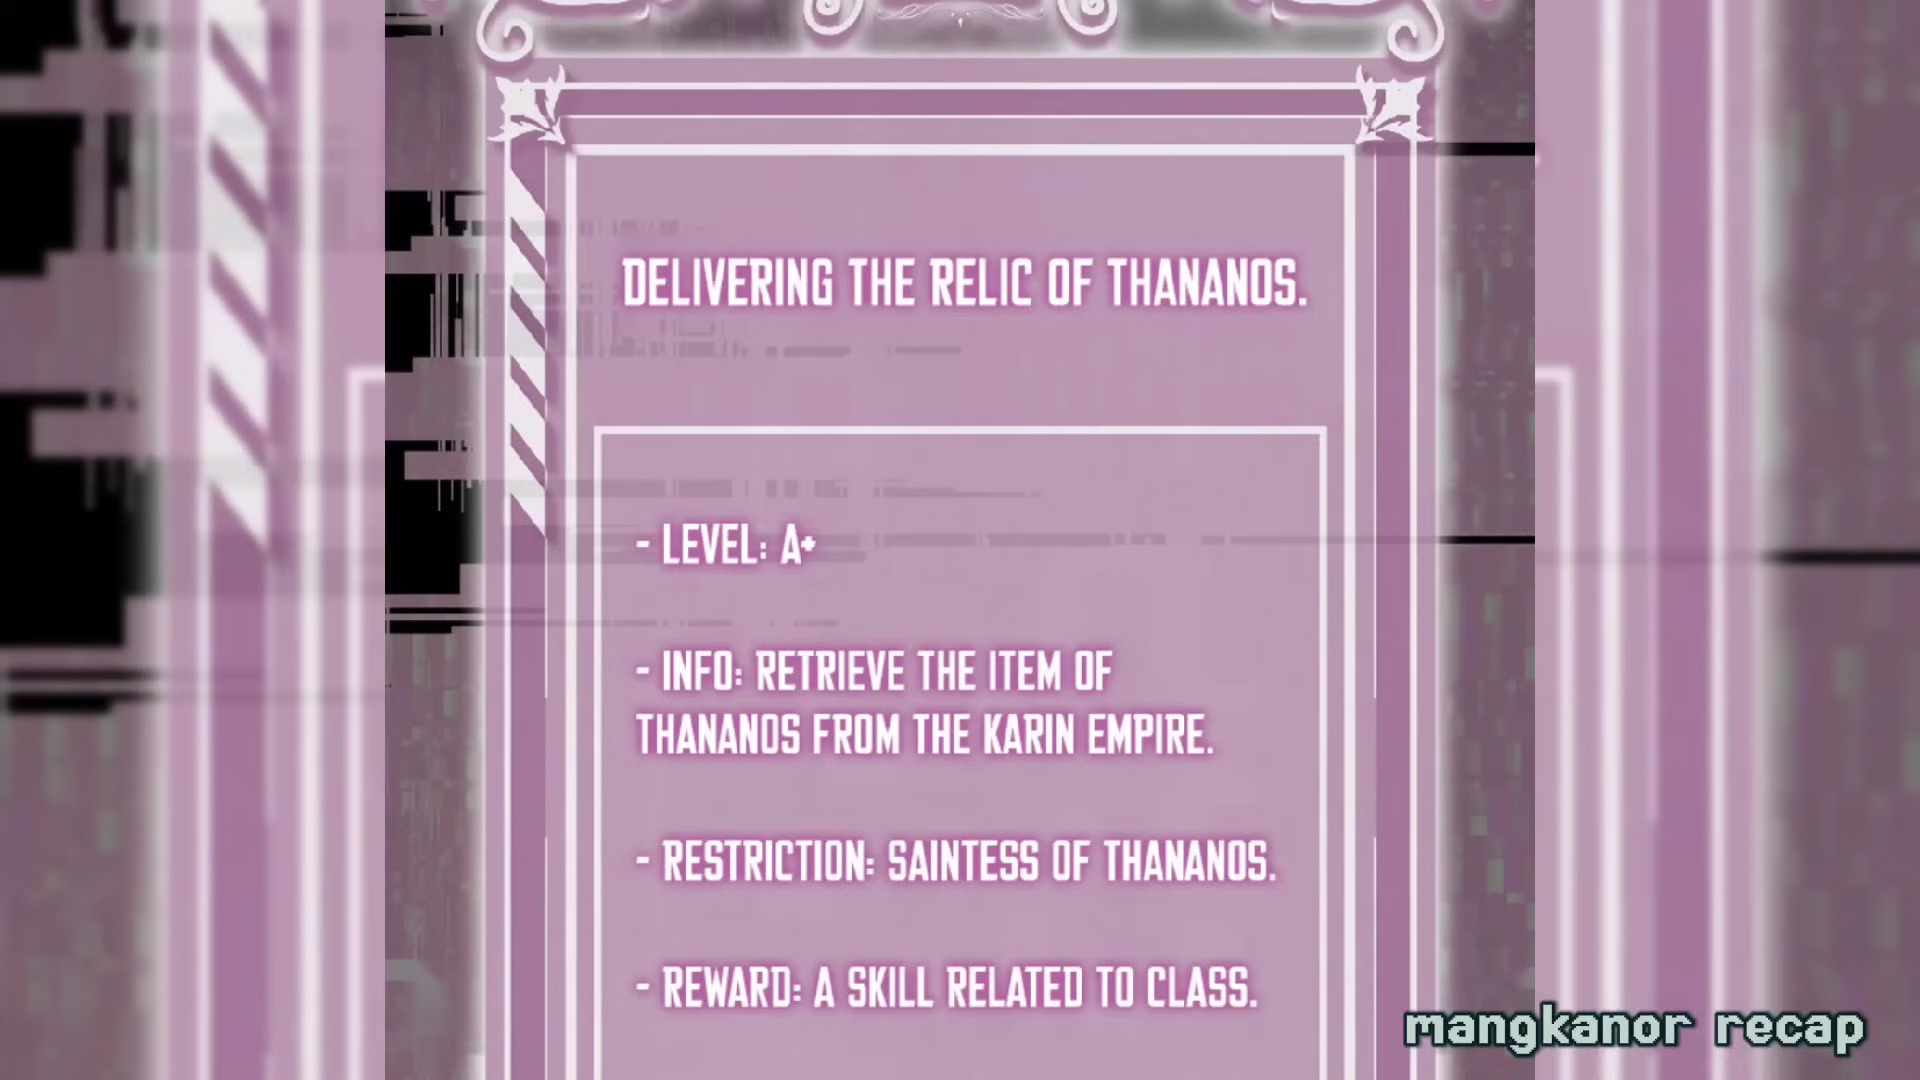 DELIVERING THE RELIC OF THANANOS.
- LEVEL: A+
- INFO: RETRIEVE THE ITEM OF
THANANOS FROM THE KARIN EMPIRE.
- RESTRICTION: SAINTESS OF THANANOS.
- REWARD: A SKILL RELATED TO CLASS.
mangkanor recap